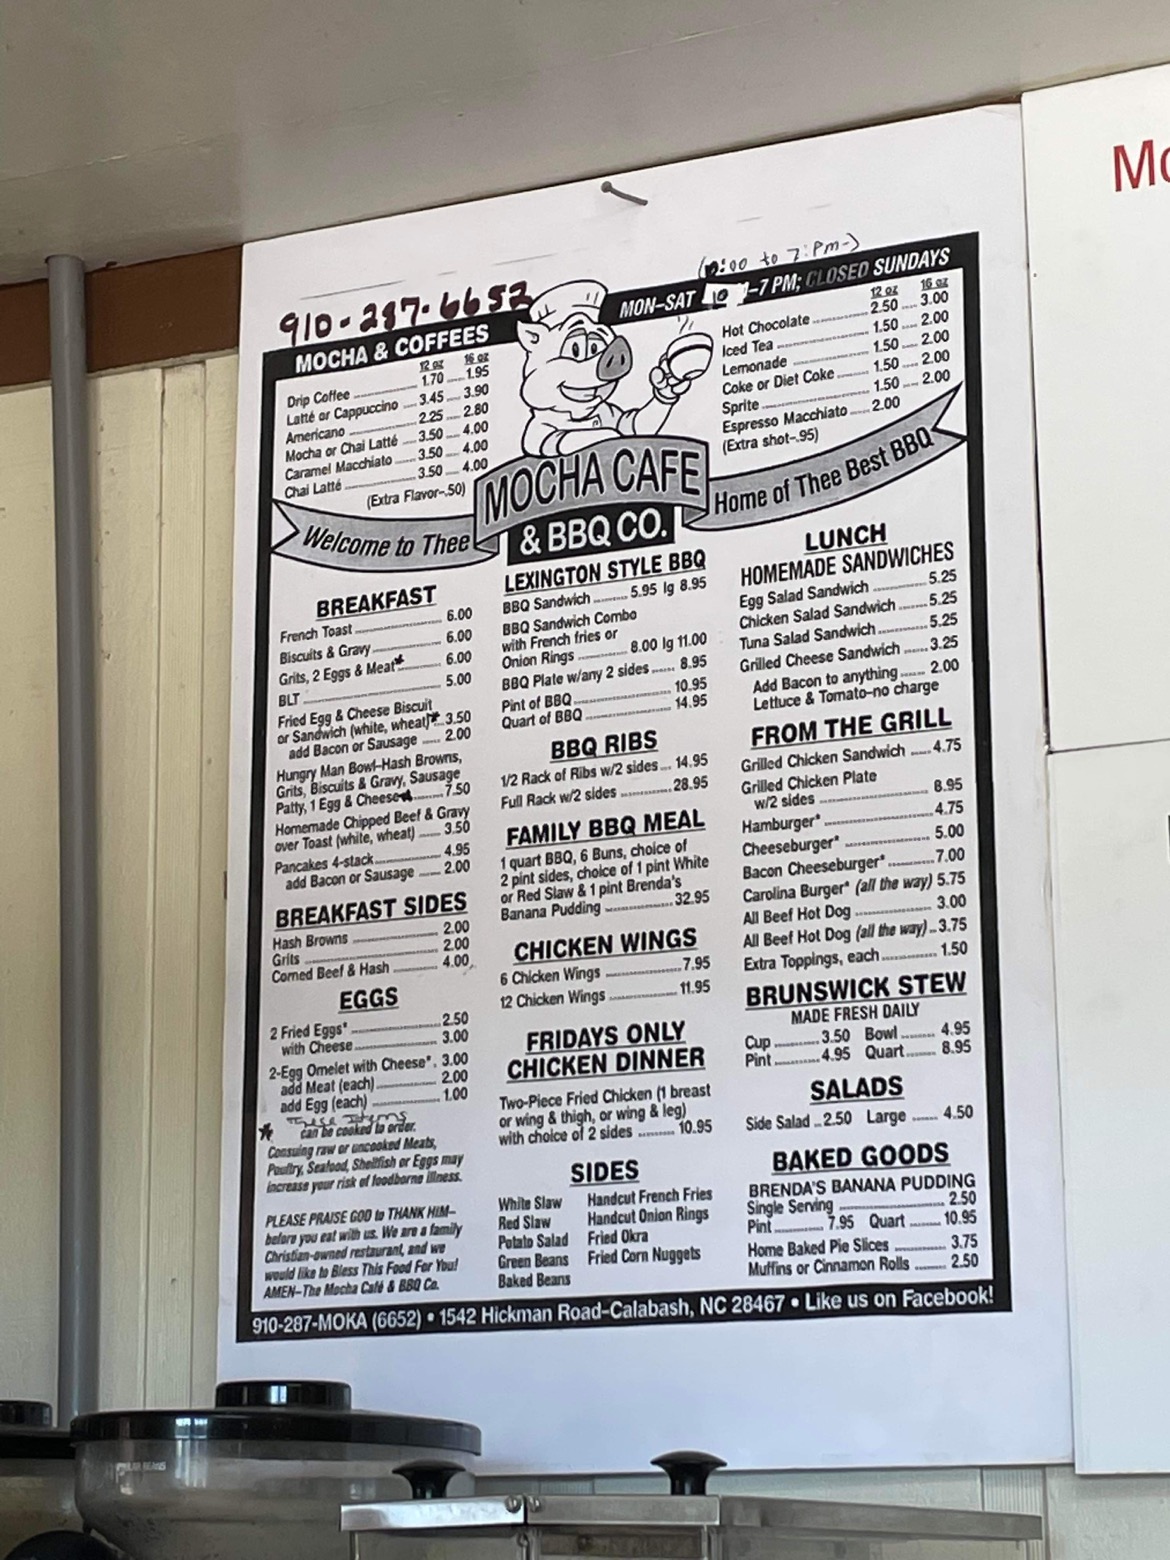 Mo
(10:00 to 7:Pm-)
910-287-6652
MON–SAT 10 –7 PM; CLOSED SUNDAYS
MOCHA & COFFEES
12 oz 16 oz
Drip Coffee 1.70 1.95
Latté or Cappuccino 3.45 3.90
Americano 2.25 2.80
Mocha or Chai Latté 3.50 4.00
Caramel Macchiato 3.50 4.00
Chai Latté 3.50 4.00
(Extra Flavor-.50)
12 oz 16 oz
Hot Chocolate 2.50 3.00
Iced Tea 1.50 2.00
Lemonade 1.50 2.00
Coke or Diet Coke 1.50 2.00
Sprite 1.50 2.00
Espresso Macchiato 2.00
(Extra shot-.95)
Welcome to Thee
MOCHA CAFE
& BBQ CO.
Home of Thee Best BBQ
BREAKFAST
French Toast 6.00
Biscuits & Gravy 6.00
Grits, 2 Eggs & Meat* 6.00
BLT 5.00
Fried Egg & Cheese Biscuit
or Sandwich (white, wheat)* 3.50
add Bacon or Sausage 2.00
Hungry Man Bowl–Hash Browns,
Grits, Biscuits & Gravy, Sausage
Patty, 1 Egg & Cheese* 7.50
Homemade Chipped Beef & Gravy
over Toast (white, wheat) 3.50
Pancakes 4-stack 4.95
add Bacon or Sausage 2.00
BREAKFAST SIDES
Hash Browns 2.00
Grits 2.00
Corned Beef & Hash 4.00
EGGS
2 Fried Eggs* 2.50
with Cheese 3.00
2-Egg Omelet with Cheese* 3.00
add Meat (each) 2.00
add Egg (each) 1.00
These Items
* can be cooked to order.
Consuing raw or uncooked Meats,
Poultry, Seafood, Shellfish or Eggs may
increase your risk of foodborne illness.
PLEASE PRAISE GOD to THANK HIM–
before you eat with us. We are a family
Christian-owned restaurant, and we
would like to Bless This Food For You!
AMEN–The Mocha Café & BBQ Co.
LEXINGTON STYLE BBQ
BBQ Sandwich 5.95 lg 8.95
BBQ Sandwich Combo
with French fries or
Onion Rings 8.00 lg 11.00
BBQ Plate w/any 2 sides 8.95
Pint of BBQ 10.95
Quart of BBQ 14.95
BBQ RIBS
1/2 Rack of Ribs w/2 sides 14.95
Full Rack w/2 sides 28.95
FAMILY BBQ MEAL
1 quart BBQ, 6 Buns, choice of
2 pint sides, choice of 1 pint White
or Red Slaw & 1 pint Brenda's
Banana Pudding 32.95
CHICKEN WINGS
6 Chicken Wings 7.95
12 Chicken Wings 11.95
FRIDAYS ONLY
CHICKEN DINNER
Two-Piece Fried Chicken (1 breast
or wing & thigh, or wing & leg)
with choice of 2 sides 10.95
SIDES
White Slaw
Red Slaw
Potato Salad
Green Beans
Baked Beans
Handcut French Fries
Handcut Onion Rings
Fried Okra
Fried Corn Nuggets
LUNCH
HOMEMADE SANDWICHES
Egg Salad Sandwich 5.25
Chicken Salad Sandwich 5.25
Tuna Salad Sandwich 5.25
Grilled Cheese Sandwich 3.25
Add Bacon to anything 2.00
Lettuce & Tomato–no charge
FROM THE GRILL
Grilled Chicken Sandwich 4.75
Grilled Chicken Plate
w/2 sides 8.95
Hamburger* 4.75
Cheeseburger* 5.00
Bacon Cheeseburger* 7.00
Carolina Burger* (all the way) 5.75
All Beef Hot Dog 3.00
All Beef Hot Dog (all the way) 3.75
Extra Toppings, each 1.50
BRUNSWICK STEW
MADE FRESH DAILY
Cup 3.50 Bowl 4.95
Pint 4.95 Quart 8.95
SALADS
Side Salad 2.50 Large 4.50
BAKED GOODS
BRENDA'S BANANA PUDDING
Single Serving 2.50
Pint 7.95 Quart 10.95
Home Baked Pie Slices 3.75
Muffins or Cinnamon Rolls 2.50
910-287-MOKA (6652) • 1542 Hickman Road–Calabash, NC 28467 • Like us on Facebook!